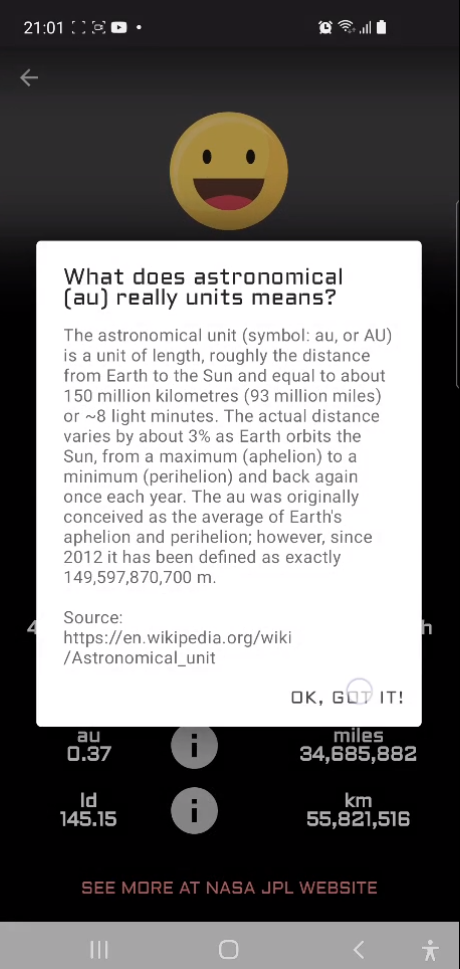 21:01
What does astronomical
(au) really units means?
The astronomical unit (symbol: au, or AU)
is a unit of length, roughly the distance
from Earth to the Sun and equal to about
150 million kilometres (93 million miles)
or ~8 light minutes. The actual distance
varies by about 3% as Earth orbits the
Sun, from a maximum (aphelion) to a
minimum (perihelion) and back again
once each year. The au was originally
conceived as the average of Earth's
aphelion and perihelion; however, since
2012 it has been defined as exactly
149,597,870,700 m.
Source:
https://en.wikipedia.org/wiki
/Astronomical_unit
4 h
OK, GOT IT!
au i miles
0.37 34,685,882
ld i km
145.15 55,821,516
SEE MORE AT NASA JPL WEBSITE